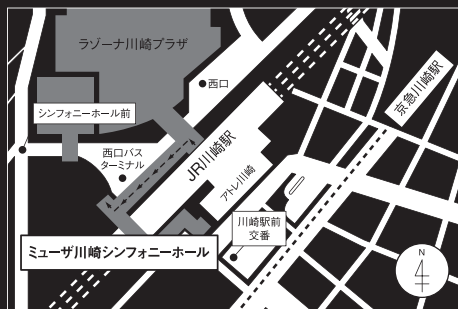 ラゾーナ川崎プラザ
西口
京急川崎駅
シンフォニーホール前
JR川崎駅
西口バス
ターミナル
アトレ川崎
川崎駅前
交番
ミューザ川崎シンフォニーホール
N